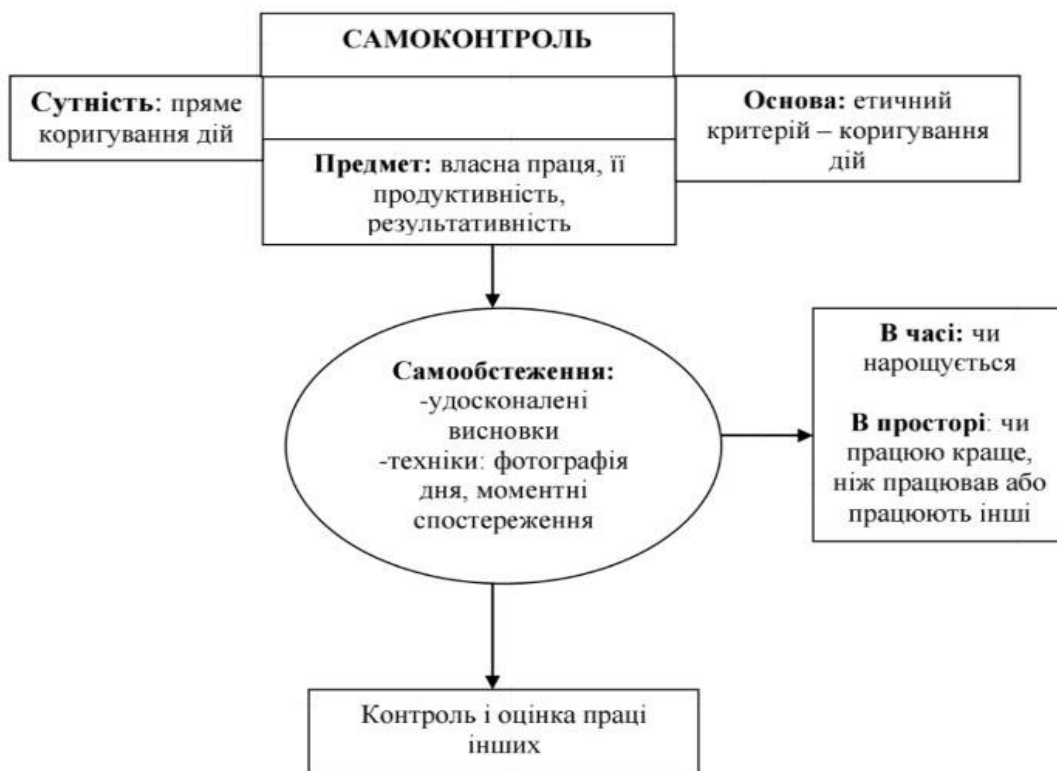 САМОКОНТРОЛЬ
Сутність: пряме
коригування дій
Основа: етичний
критерій – коригування
дій
Предмет: власна праця, її
продуктивність,
результативність
Самообстеження:
-удосконалені
висновки
-техніки: фотографія
дня, моментні
спостереження
В часі: чи
нарощується
В просторі: чи
працюю краще,
ніж працював або
працюють інші
Контроль і оцінка праці
інших